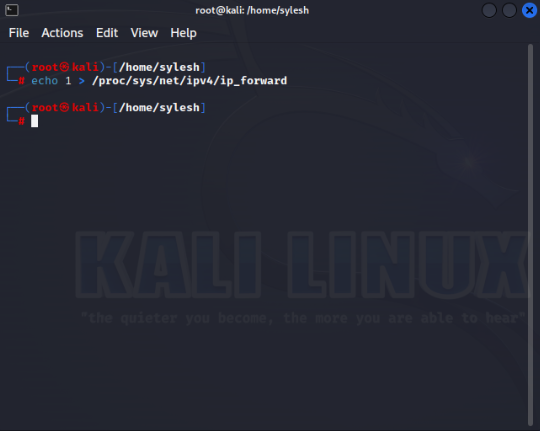 root@kali: /home/sylesh
File Actions Edit View Help
┌──(root㉿kali)-[/home/sylesh]
└─# echo 1 > /proc/sys/net/ipv4/ip_forward
┌──(root㉿kali)-[/home/sylesh]
└─#
KALI LINUX
"the quieter you become, the more you are able to hear"